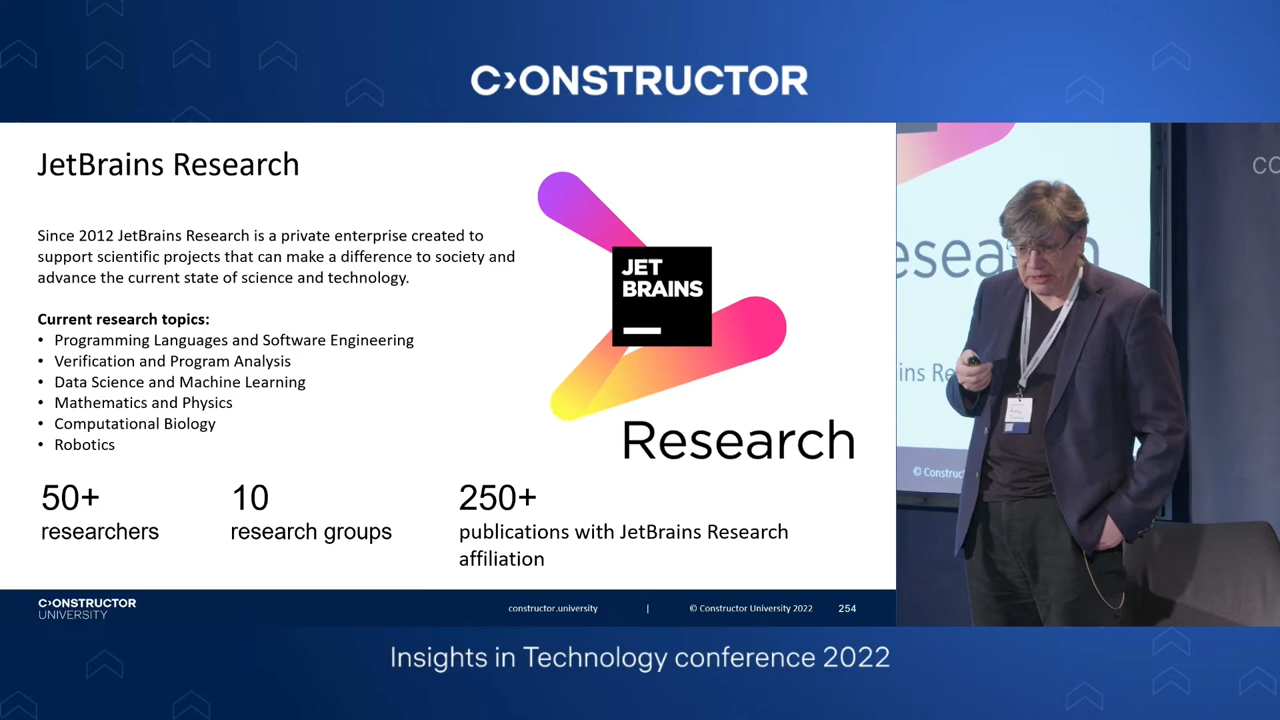 C›ONSTRUCTOR
JetBrains Research
Since 2012 JetBrains Research is a private enterprise created to
support scientific projects that can make a difference to society and
advance the current state of science and technology.
Current research topics:
• Programming Languages and Software Engineering
• Verification and Program Analysis
• Data Science and Machine Learning
• Mathematics and Physics
• Computational Biology
• Robotics
50+
researchers
10
research groups
250+
publications with JetBrains Research
affiliation
JET
BRAINS
Research
C›ONSTRUCTOR
UNIVERSITY
constructor.university | © Constructor University 2022 254
CO
esearch
ins Re
© Construc
Insights in Technology conference 2022